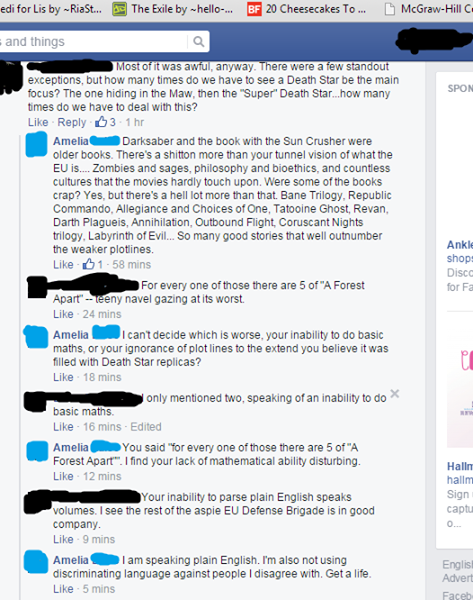 edi for Lis by ~RiaSt...   The Exile by ~hello-...   BF 20 Cheesecakes To ...   McGraw-Hill C
s and things
Most of it was awful, anyway. There were a few standout
exceptions, but how many times do we have to see a Death Star be the main
focus? The one hiding in the Maw, then the "Super" Death Star...how many
times do we have to deal with this?
Like · Reply · 3 · 1 hr
Amelia Darksaber and the book with the Sun Crusher were
older books. There's a shitton more than your tunnel vision of what the
EU is.... Zombies and sages, philosophy and bioethics, and countless
cultures that the movies hardly touch upon. Were some of the books
crap? Yes, but there's a hell lot more than that. Bane Trilogy, Republic
Commando, Allegiance and Choices of One, Tatooine Ghost, Revan,
Darth Plagueis, Annihilation, Outbound Flight, Coruscant Nights
trilogy, Labyrinth of Evil... So many good stories that well outnumber
the weaker plotlines.
Like · 1 · 58 mins
For every one of those there are 5 of "A Forest
Apart" -- teeny navel gazing at its worst.
Like · 24 mins
Amelia I can't decide which is worse, your inability to do basic
maths, or your ignorance of plot lines to the extend you believe it was
filled with Death Star replicas?
Like · 18 mins
I only mentioned two, speaking of an inability to do
basic maths.
Like · 16 mins · Edited
Amelia You said "for every one of those there are 5 of "A
Forest Apart"". I find your lack of mathematical ability disturbing.
Like · 12 mins
Your inability to parse plain English speaks
volumes. I see the rest of the aspie EU Defense Brigade is in good
company.
Like · 9 mins
Amelia I am speaking plain English. I'm also not using
discriminating language against people I disagree with. Get a life.
Like · 5 mins
SPON
Ankle
shops
Disco
for Fa
Hallm
hallm
Sign
captu
o...
English
Advert
Faceb